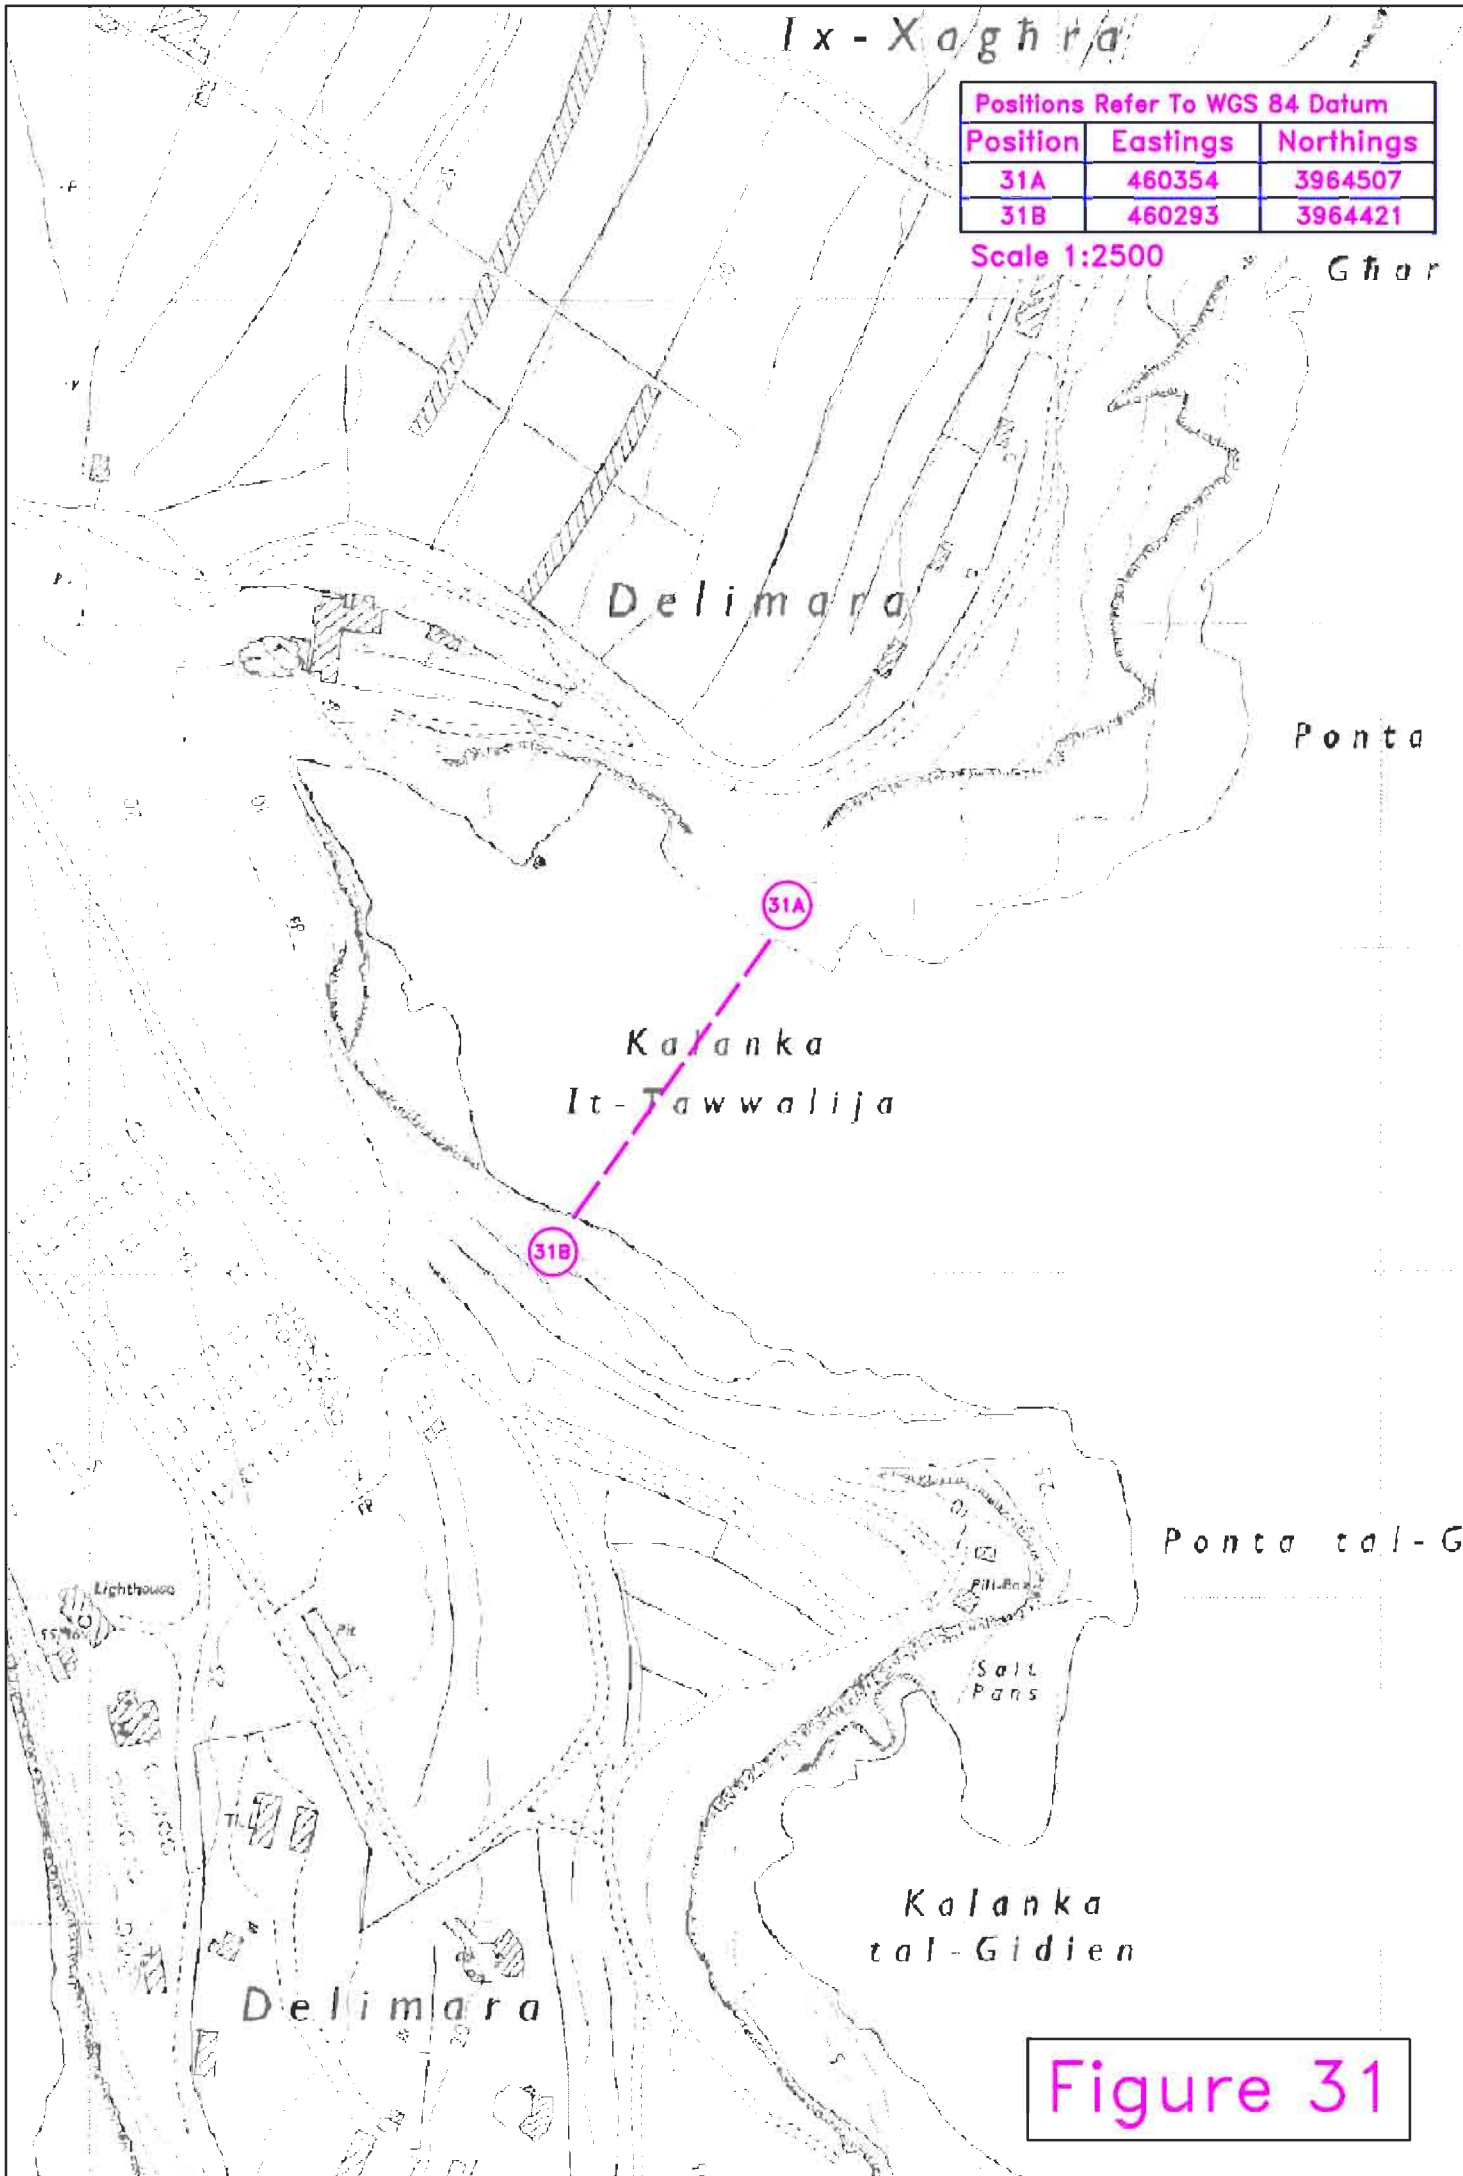 Ix-Xagħra
Positions Refer To WGS 84 Datum
Position Eastings Northings
31A 460354 3964507
31B 460293 3964421
Scale 1:2500
Għar
Delimara
Ponta
31A
Kalanka
It-Tawwalija
31B
Ponta tal-G
Lighthouse
Pill-Box
Pit
Salt
Pans
Kalanka
tal-Gidien
Delimara
Figure 31